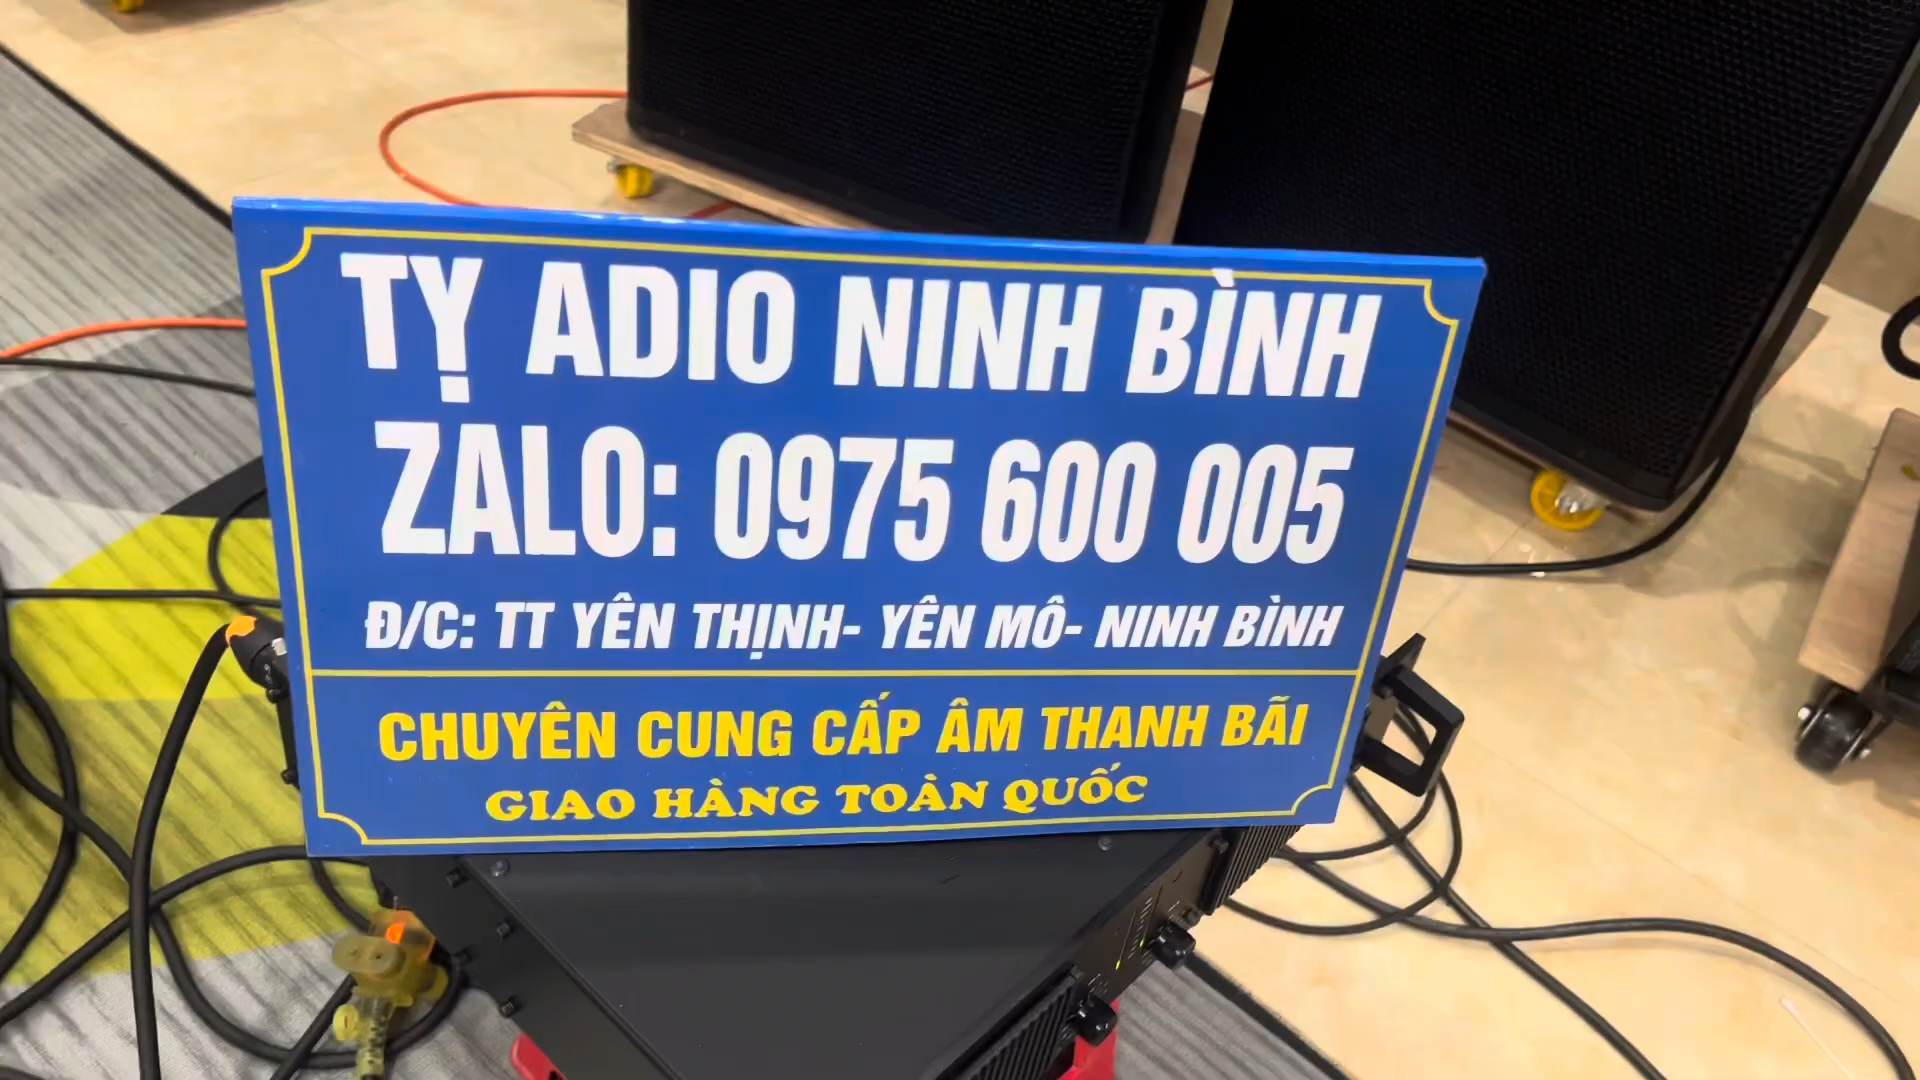 TỴ ADIO NINH BÌNH
ZALO: 0975 600 005
Đ/C: TT YÊN THỊNH- YÊN MÔ- NINH BÌNH
CHUYÊN CUNG CẤP ÂM THANH BÃI
GIAO HÀNG TOÀN QUỐC